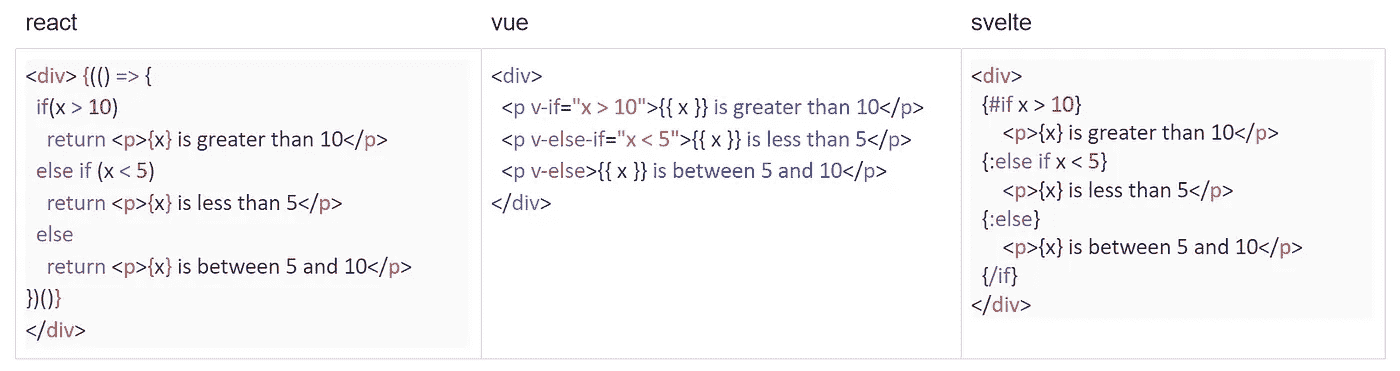 react
<div> {(() => {
if(x > 10)
return <p>{x} is greater than 10</p>
else if (x < 5)
return <p>{x} is less than 5</p>
else
return <p>{x} is between 5 and 10</p>
})()}
</div>
vue
<div>
<p v-if="x > 10">{{ x }} is greater than 10</p>
<p v-else-if="x < 5">{{ x }} is less than 5</p>
<p v-else>{{ x }} is between 5 and 10</p>
</div>
svelte
<div>
{#if x > 10}
<p>{x} is greater than 10</p>
{:else if x < 5}
<p>{x} is less than 5</p>
{:else}
<p>{x} is between 5 and 10</p>
{/if}
</div>